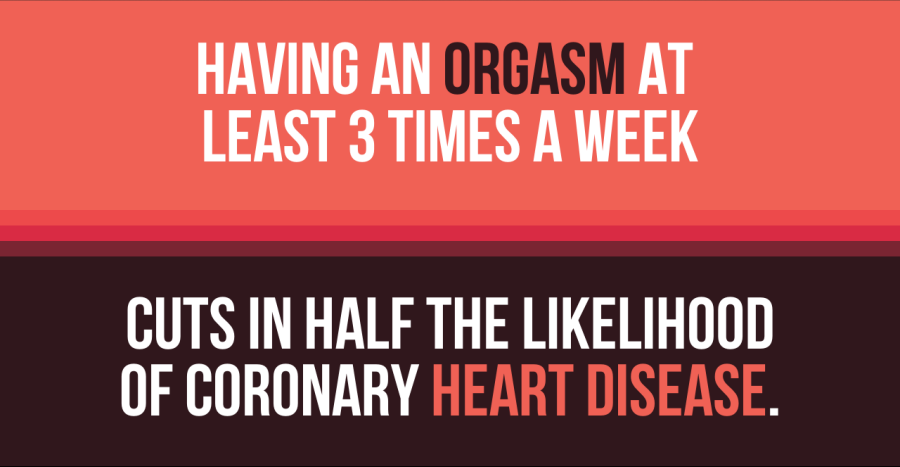 HAVING AN ORGASM AT
LEAST 3 TIMES A WEEK
CUTS IN HALF THE LIKELIHOOD
OF CORONARY HEART DISEASE.